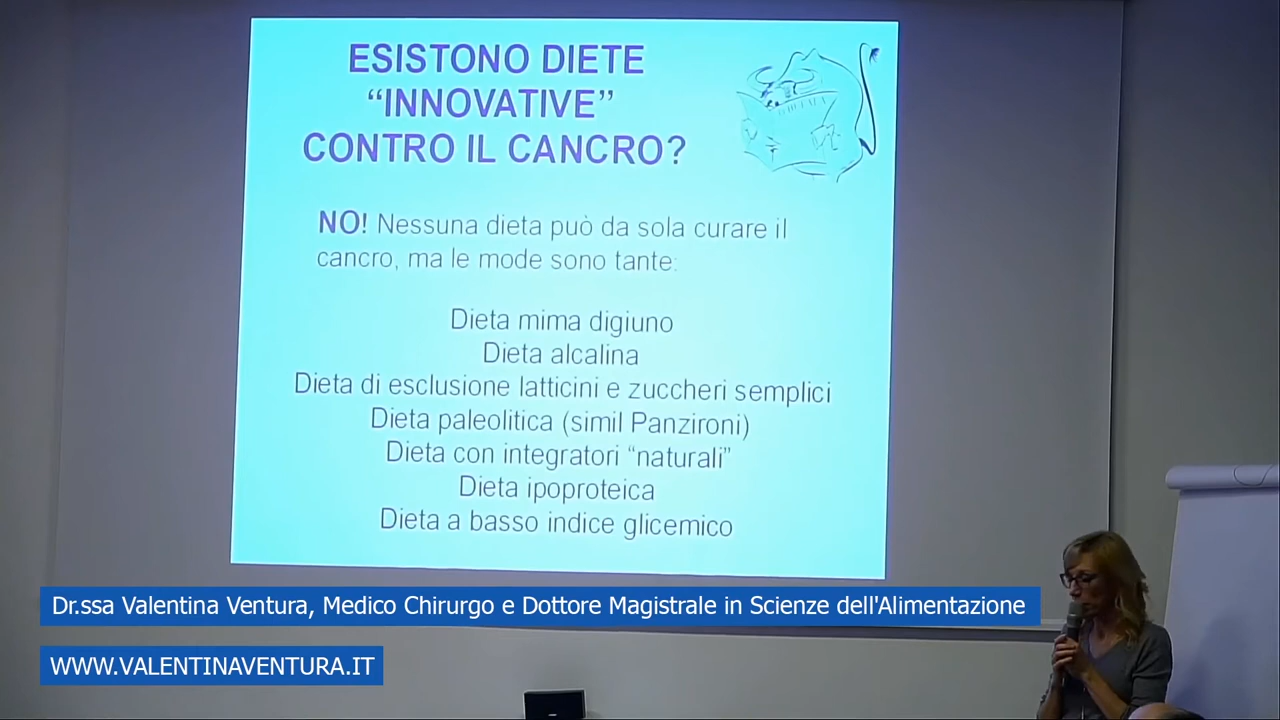 ESISTONO DIETE
“INNOVATIVE”
CONTRO IL CANCRO?
NO! Nessuna dieta può da sola curare il
cancro, ma le mode sono tante:
Dieta mima digiuno
Dieta alcalina
Dieta di esclusione latticini e zuccheri semplici
Dieta paleolitica (simil Panzironi)
Dieta con integratori “naturali”
Dieta ipoproteica
Dieta a basso indice glicemico
Dr.ssa Valentina Ventura, Medico Chirurgo e Dottore Magistrale in Scienze dell'Alimentazione
WWW.VALENTINAVENTURA.IT